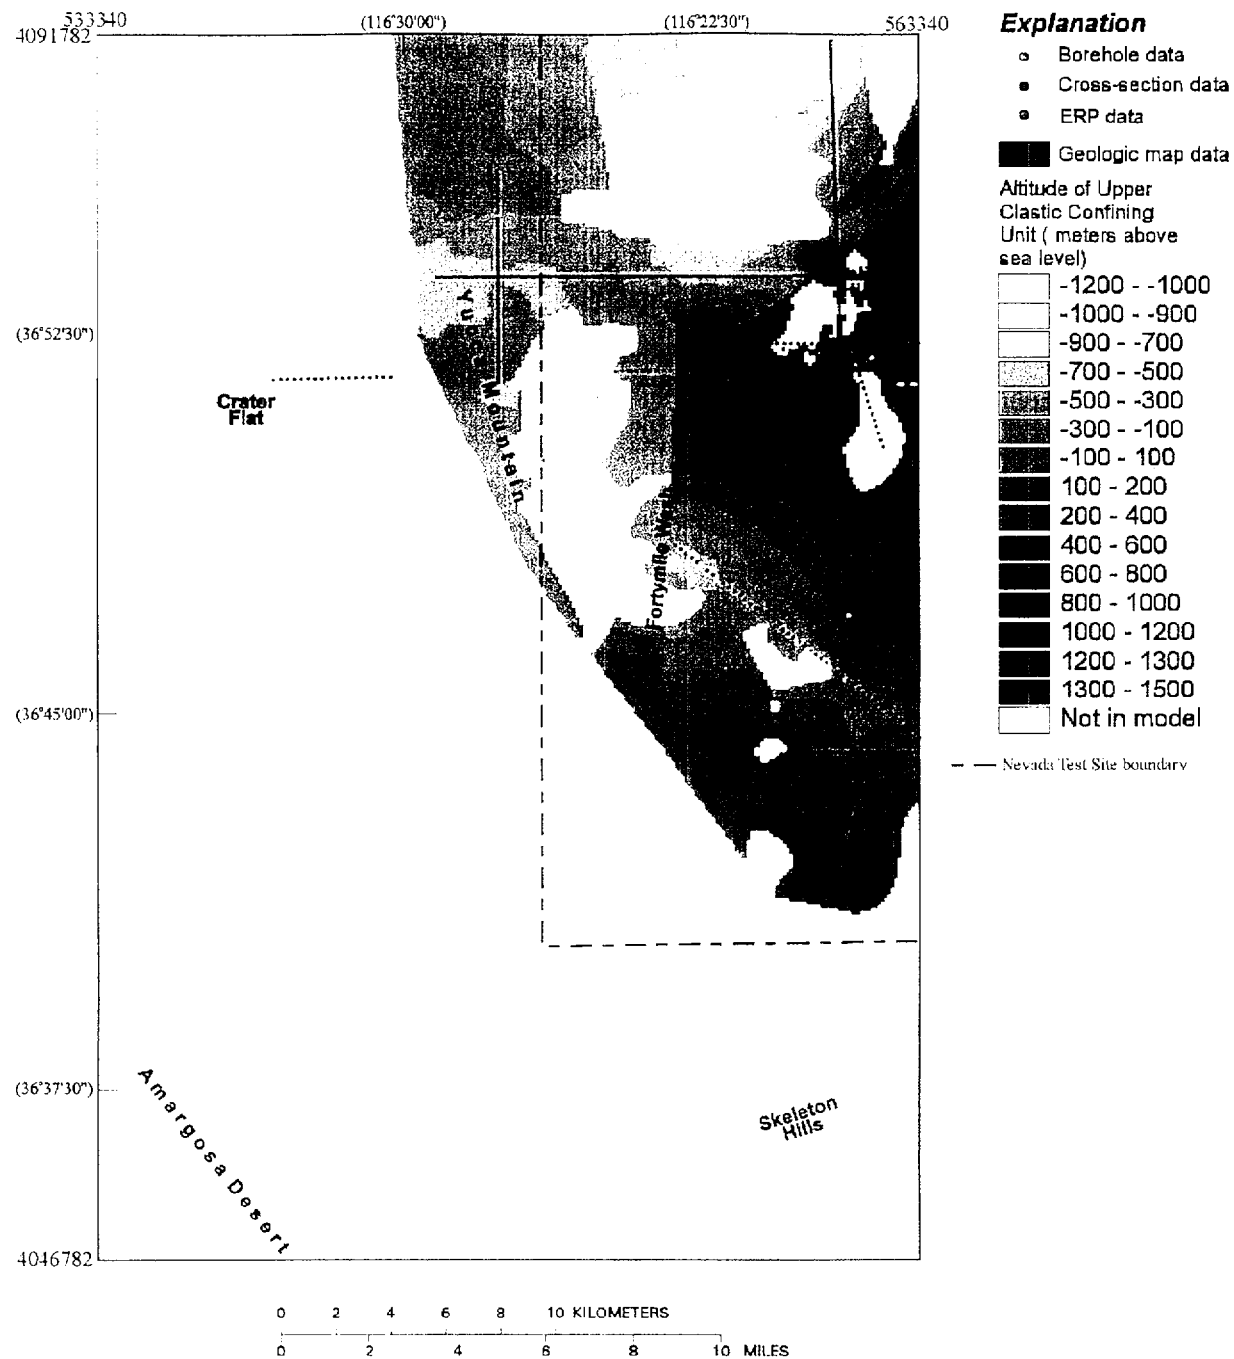 533340
(116°30'00")
(116°22'30")
563340
4091782
(36°52'30")
(36°45'00")
(36°37'30")
4046782
Crater
Flat
Mountain
Fortymile Wash
Amargosa Desert
Skeleton
Hills
Explanation
Borehole data
Cross-section data
ERP data
Geologic map data
Altitude of Upper
Clastic Confining
Unit ( meters above
sea level)
-1200 - -1000
-1000 - -900
-900 - -700
-700 - -500
-500 - -300
-300 - -100
-100 - 100
100 - 200
200 - 400
400 - 600
600 - 800
800 - 1000
1000 - 1200
1200 - 1300
1300 - 1500
Not in model
Nevada Test Site boundary
0 2 4 6 8 10 KILOMETERS
0 2 4 6 8 10 MILES